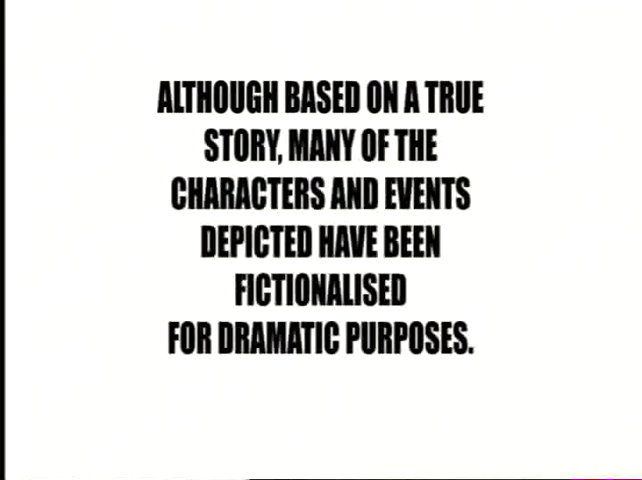 ALTHOUGH BASED ON A TRUE
STORY, MANY OF THE
CHARACTERS AND EVENTS
DEPICTED HAVE BEEN
FICTIONALISED
FOR DRAMATIC PURPOSES.